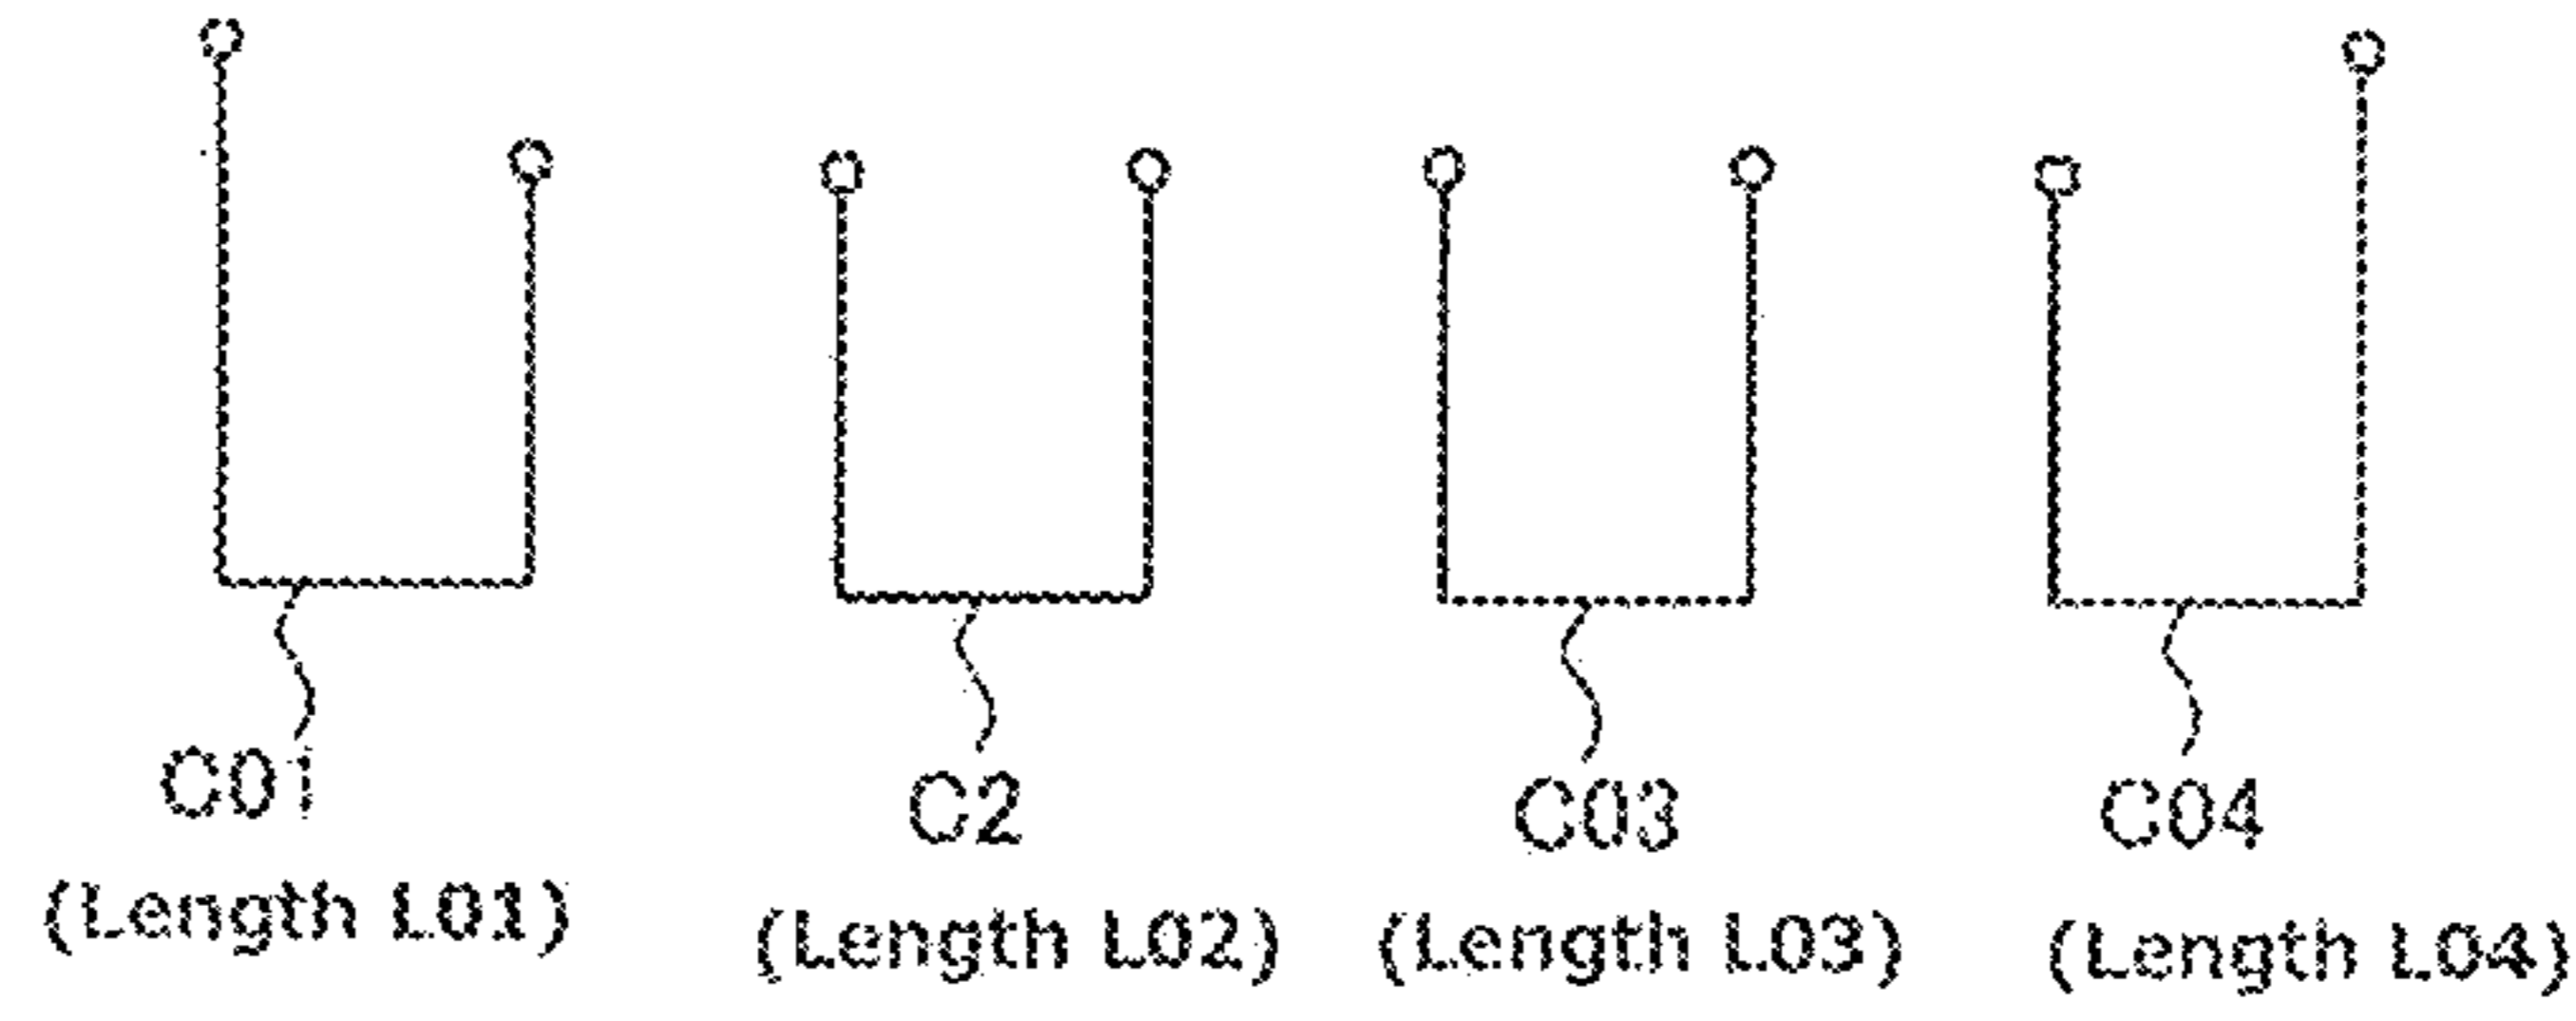 C01 C2 C03 C04
(Length L01) (Length L02) (Length L03) (Length L04)